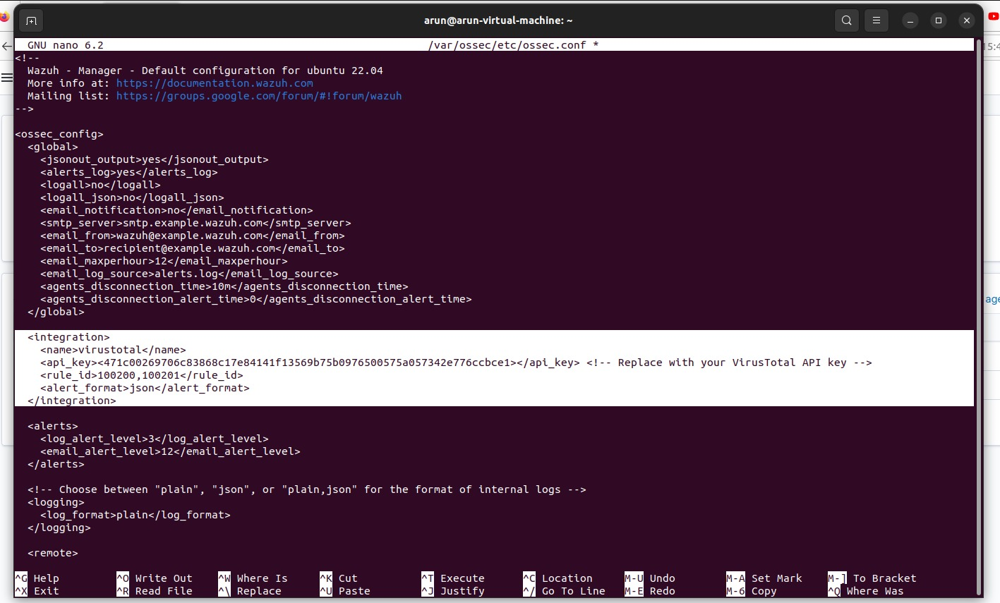 arun@arun-virtual-machine: ~
GNU nano 6.2 /var/ossec/etc/ossec.conf *
<!--
  Wazuh - Manager - Default configuration for ubuntu 22.04
  More info at: https://documentation.wazuh.com
  Mailing list: https://groups.google.com/forum/#!forum/wazuh
-->
<ossec_config>
  <global>
    <jsonout_output>yes</jsonout_output>
    <alerts_log>yes</alerts_log>
    <logall>no</logall>
    <logall_json>no</logall_json>
    <email_notification>no</email_notification>
    <smtp_server>smtp.example.wazuh.com</smtp_server>
    <email_from>wazuh@example.wazuh.com</email_from>
    <email_to>recipient@example.wazuh.com</email_to>
    <email_maxperhour>12</email_maxperhour>
    <email_log_source>alerts.log</email_log_source>
    <agents_disconnection_time>10m</agents_disconnection_time>
    <agents_disconnection_alert_time>0</agents_disconnection_alert_time>
  </global>
  <integration>
    <name>virustotal</name>
    <api_key><471c00269706c83868c17e84141f13569b75b0976500575a057342e776ccbce1></api_key> <!-- Replace with your VirusTotal API key -->
    <rule_id>100200,100201</rule_id>
    <alert_format>json</alert_format>
  </integration>
  <alerts>
    <log_alert_level>3</log_alert_level>
    <email_alert_level>12</email_alert_level>
  </alerts>
  <!-- Choose between "plain", "json", or "plain,json" for the format of internal logs -->
  <logging>
    <log_format>plain</log_format>
  </logging>
  <remote>
^G Help ^O Write Out ^W Where Is ^K Cut ^T Execute ^C Location M-U Undo M-A Set Mark M-] To Bracket
^X Exit ^R Read File ^\ Replace ^U Paste ^J Justify ^/ Go To Line M-E Redo M-6 Copy ^Q Where Was